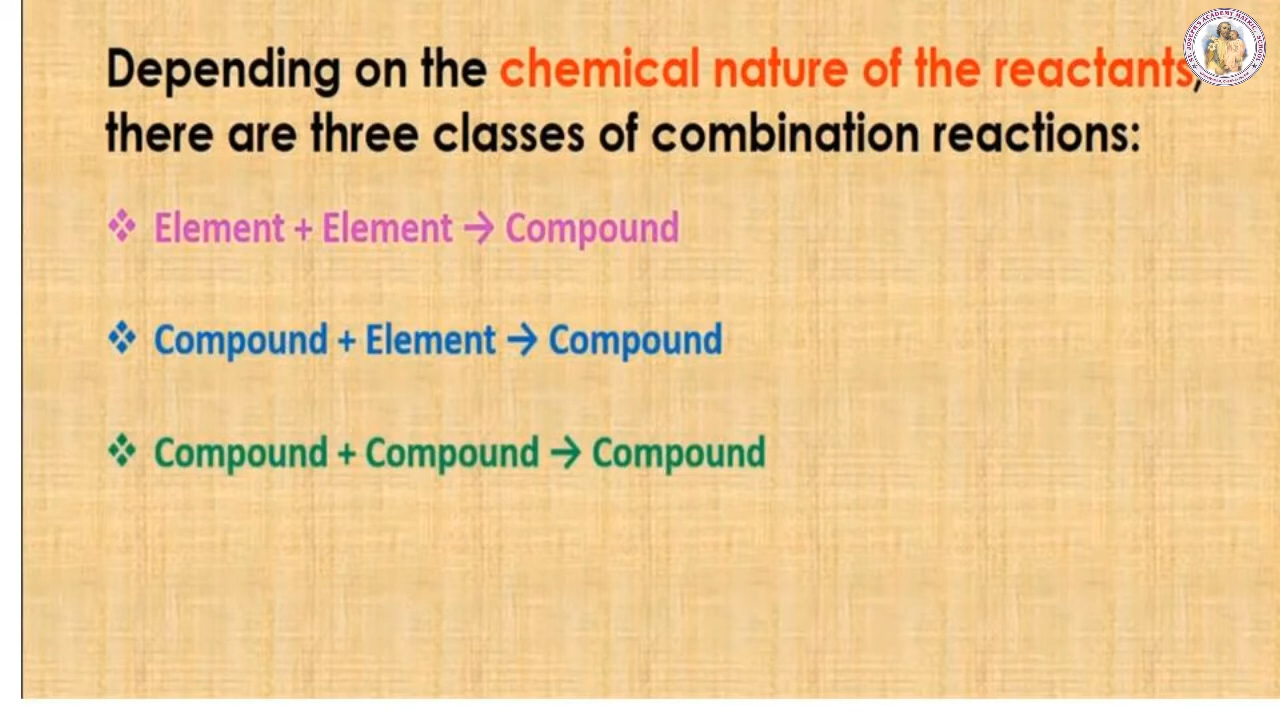 Depending on the chemical nature of the reactants,
there are three classes of combination reactions:
❖ Element + Element → Compound
❖ Compound + Element → Compound
❖ Compound + Compound → Compound